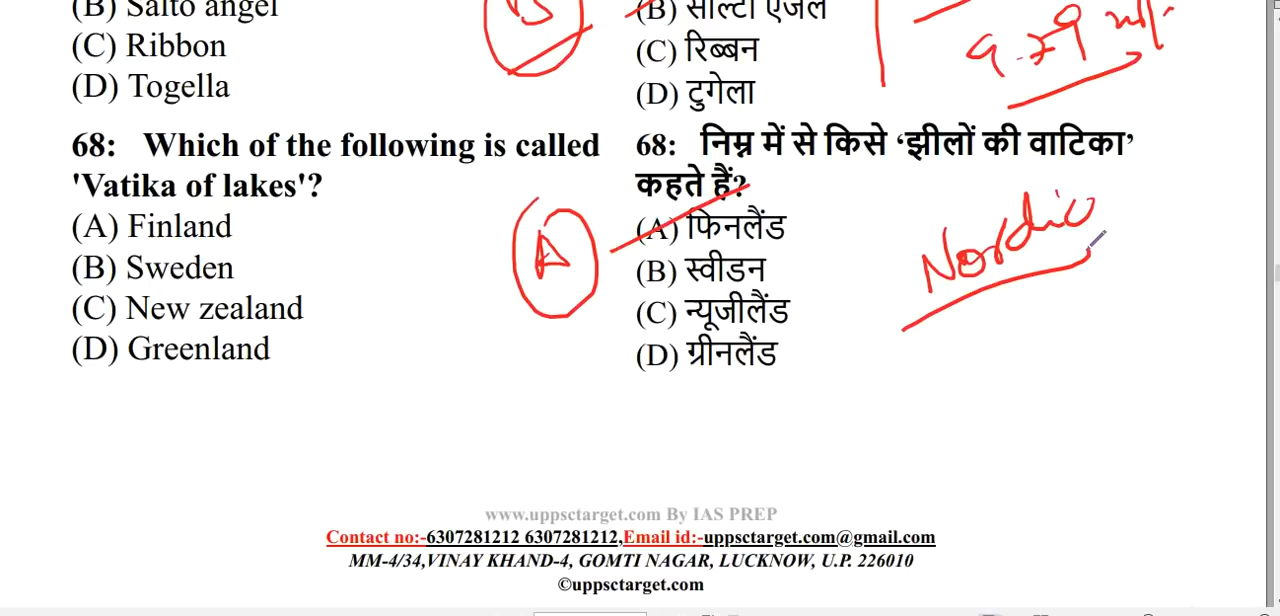 (B) Salto angel
(C) Ribbon
(D) Togella
68: Which of the following is called
'Vatika of lakes'?
(A) Finland
(B) Sweden
(C) New zealand
(D) Greenland
B
A
(B) साल्टो एंजेल
(C) रिब्बन
(D) टुगेला
68: निम्न में से किसे ‘झीलों की वाटिका’
कहते हैं?
(A) फिनलैंड
(B) स्वीडन
(C) न्यूजीलैंड
(D) ग्रीनलैंड
Nordic
www.uppsctarget.com By IAS PREP
Contact no:-6307281212 6307281212,Email id:-uppsctarget.com@gmail.com
MM-4/34,VINAY KHAND-4, GOMTI NAGAR, LUCKNOW, U.P. 226010
©uppsctarget.com